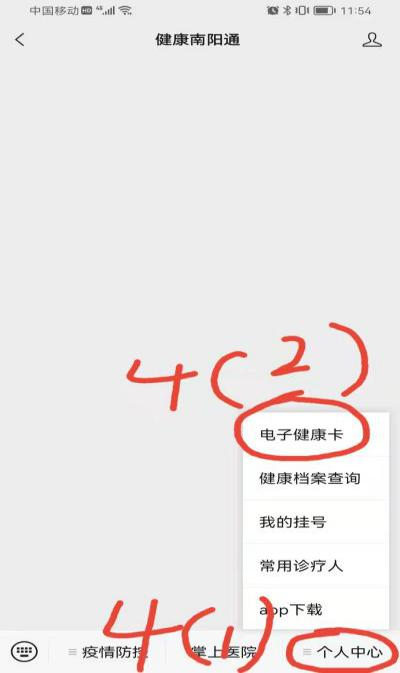 中国移动 HD 4G 11:54
健康南阳通
4(2)
电子健康卡
健康档案查询
我的挂号
常用诊疗人
app下载
4(1)
疫情防控 掌上医院 个人中心